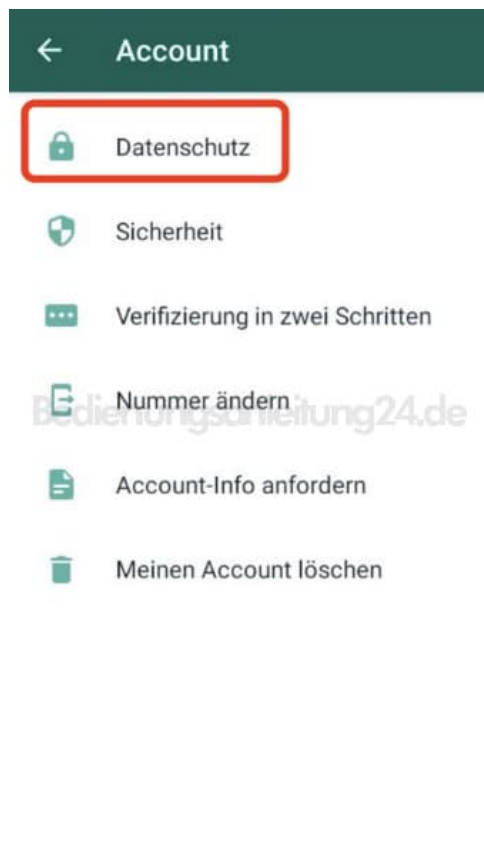 Account
Datenschutz
Sicherheit
Verifizierung in zwei Schritten
Nummer ändern
Bedienungsanleitung24.de
Account-Info anfordern
Meinen Account löschen